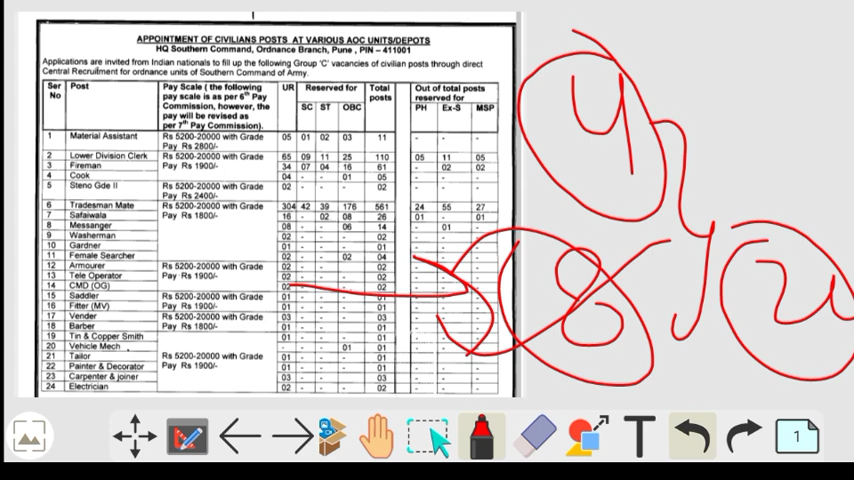 APPOINTMENT OF CIVILIANS POSTS AT VARIOUS AOC UNITS/DEPOTS
HQ Southern Command, Ordnance Branch, Pune , PIN – 411001
Applications are invited from Indian nationals to fill up the following Group 'C' vacancies of civilian posts through direct
Central Recruitment for ordnance units of Southern Command of Army.
Ser No Post Pay Scale ( the following pay scale is as per 6th Pay Commission, however, the pay will be revised as per 7th Pay Commission). UR Reserved for Total posts Out of total posts reserved for
SC ST OBC PH Ex-S MSP
1 Material Assistant Rs 5200-20000 with Grade Pay Rs 2800/- 05 01 02 03 11 - - -
2 Lower Division Clerk Rs 5200-20000 with Grade Pay Rs 1900/- 65 09 11 25 110 05 11 05
3 Fireman 34 07 04 16 61 - 02 02
4 Cook 04 - - 01 05 - - -
5 Steno Gde II Rs 5200-20000 with Grade Pay Rs 2400/- 02 - - - 02 - - -
6 Tradesman Mate Rs 5200-20000 with Grade Pay Rs 1800/- 304 42 39 176 561 24 55 27
7 Safaiwala 16 - 02 08 26 01 - 01
8 Messanger 08 - - 06 14 - 01
9 Washerman 02 - - - 02 - - -
10 Gardner 01 - - - 01 - - -
11 Female Searcher 02 - - 02 04 - - -
12 Armourer Rs 5200-20000 with Grade Pay Rs 1900/- 02 - - - 02 - - -
13 Tele Operator 02 - - - 02 - - -
14 CMD (OG) 02 - - - 02 - - -
15 Saddler Rs 5200-20000 with Grade Pay Rs 1900/- 01 - - - 01 - - -
16 Fitter (MV) 01 - - - 01 - - -
17 Vender Rs 5200-20000 with Grade Pay Rs 1800/- 03 - - - 03 - - -
18 Barber 01 - - - 01 - - -
19 Tin & Copper Smith 01 - - - 01 - - -
20 Vehicle Mech - - - 01 01 - - -
21 Tailor Rs 5200-20000 with Grade Pay Rs 1900/- 01 - - - 01 - - -
22 Painter & Decorator 01 - - - 01 - - -
23 Carpenter & joiner 03 - - - 03 - - -
24 Electrician 02 - - - 02 - - -
T
1